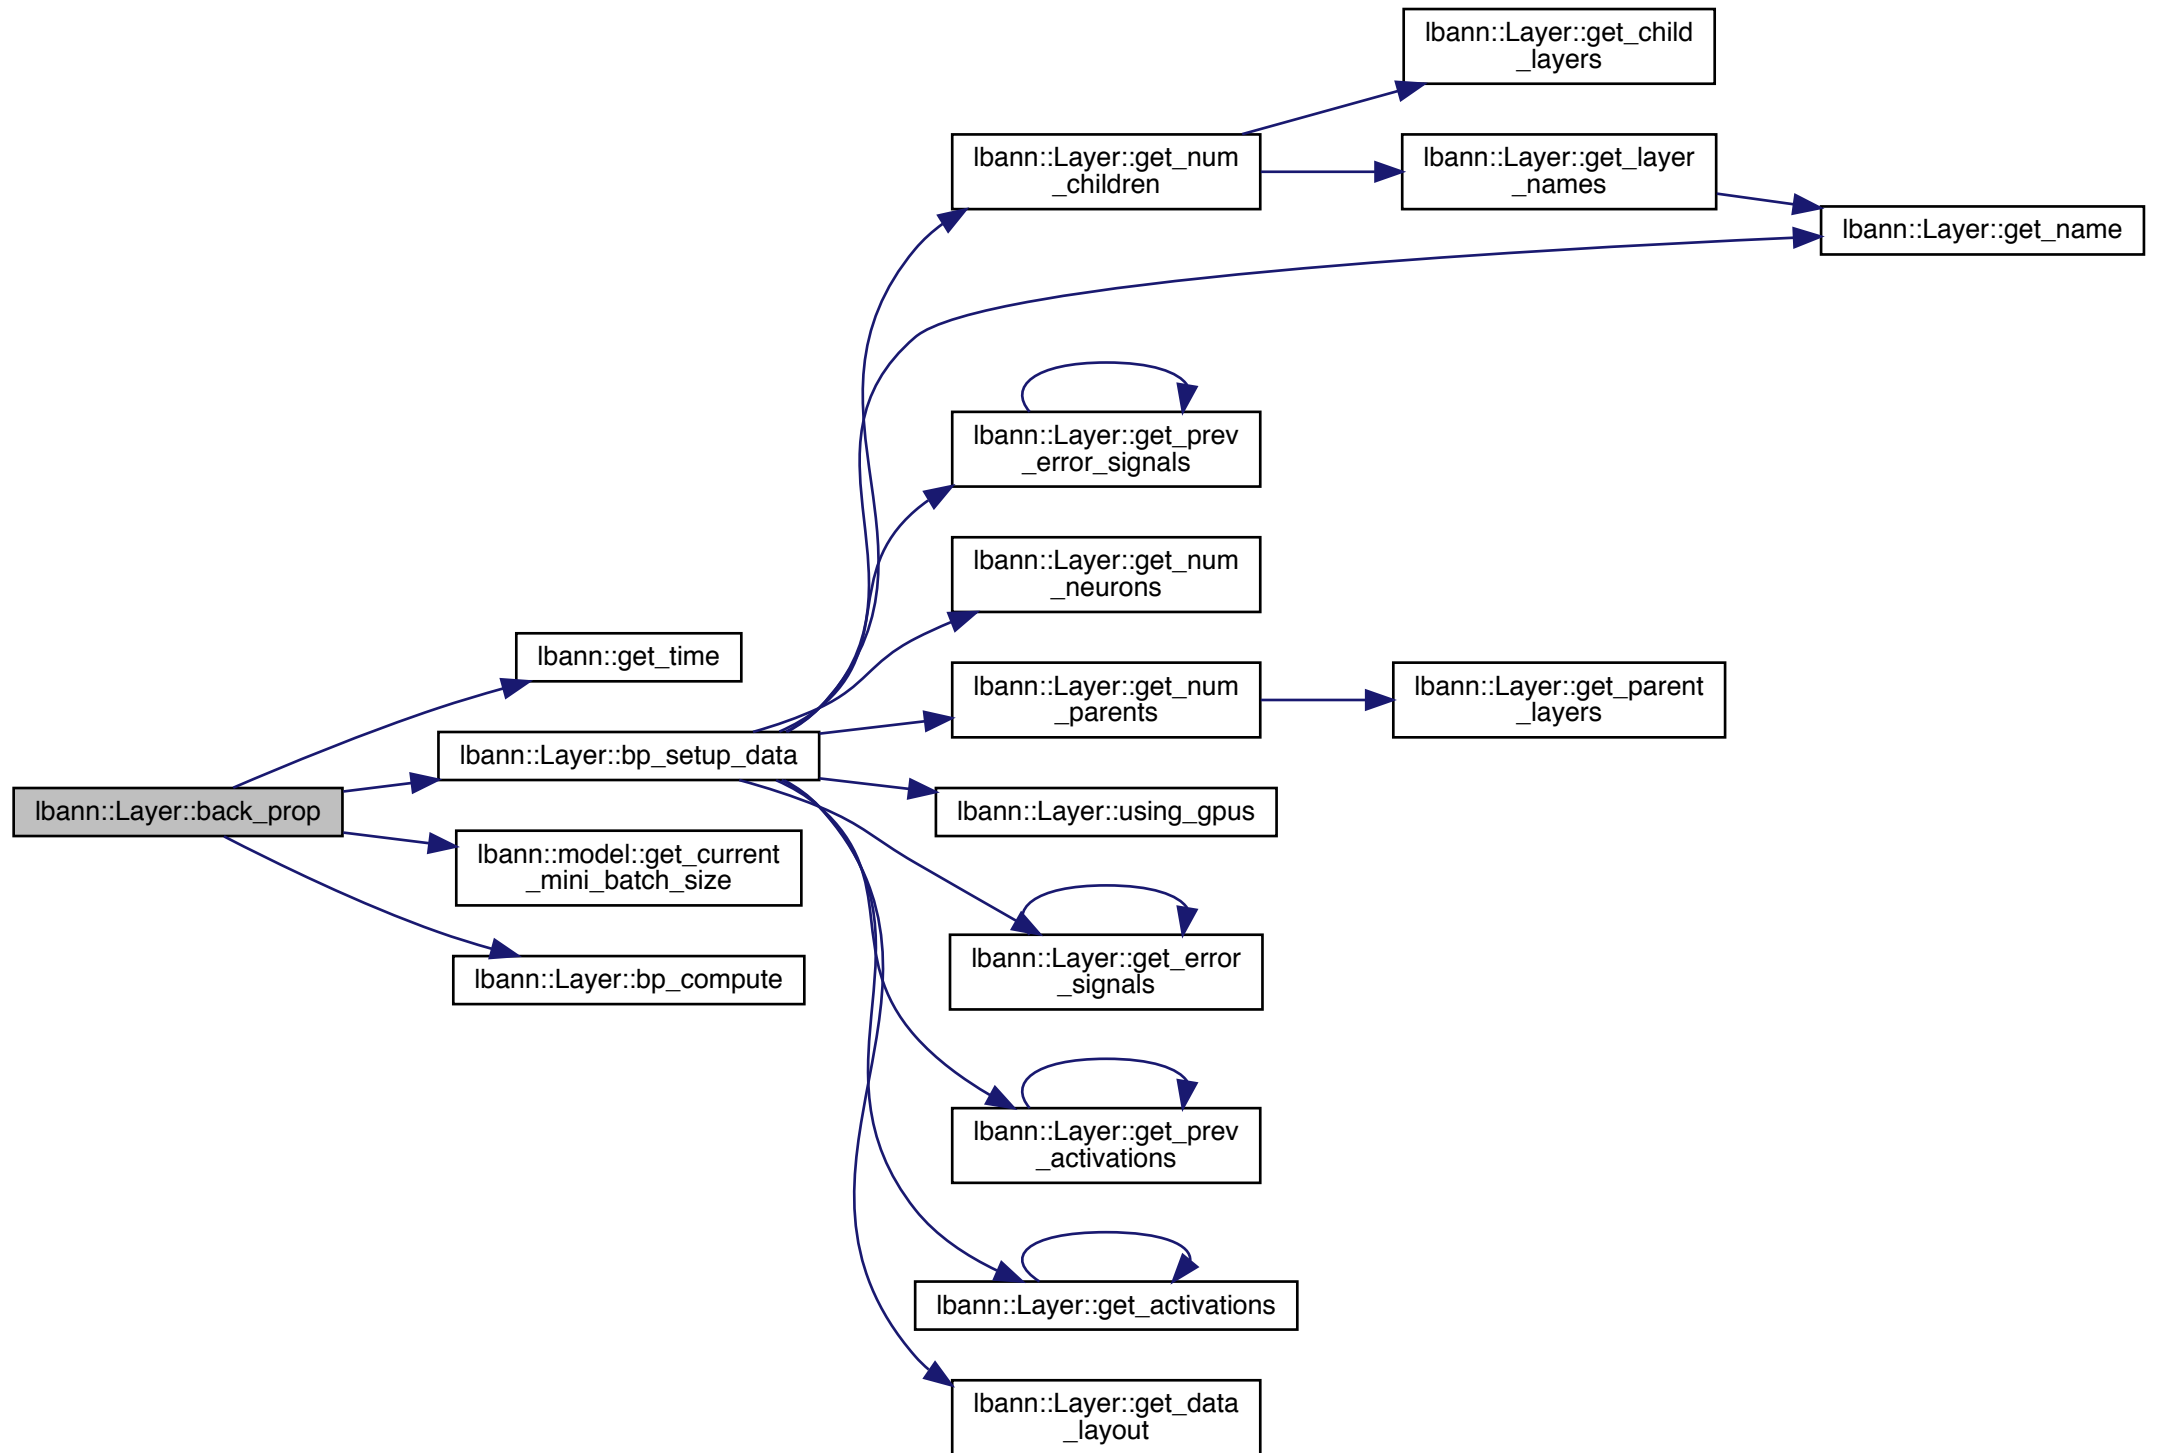 lbann::Layer::get_child
_layers
lbann::Layer::get_num
_children
lbann::Layer::get_layer
_names
lbann::Layer::get_name
lbann::Layer::get_prev
_error_signals
lbann::Layer::get_num
_neurons
lbann::get_time
lbann::Layer::get_num
_parents
lbann::Layer::get_parent
_layers
lbann::Layer::bp_setup_data
lbann::Layer::back_prop
lbann::Layer::using_gpus
lbann::model::get_current
_mini_batch_size
lbann::Layer::get_error
_signals
lbann::Layer::bp_compute
lbann::Layer::get_prev
_activations
lbann::Layer::get_activations
lbann::Layer::get_data
_layout